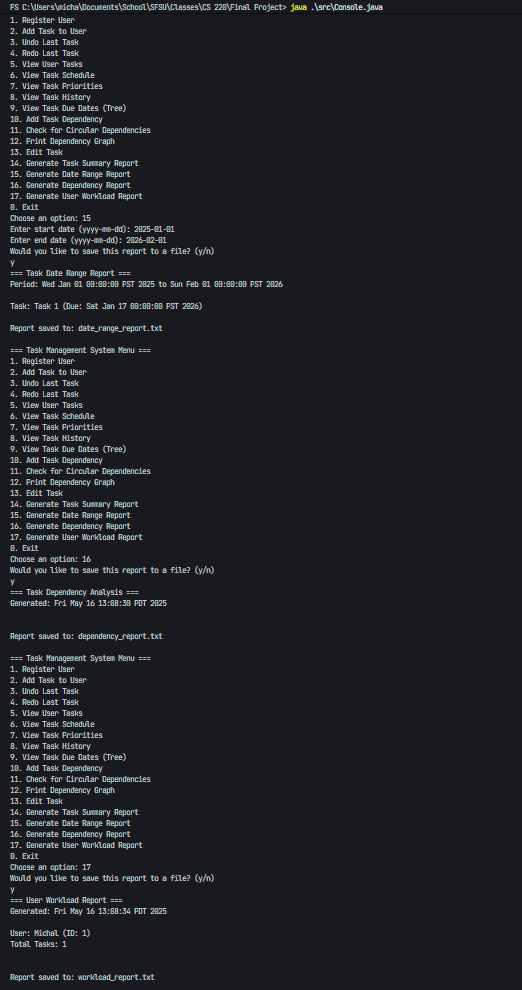 PS C:\Users\micha\Documents\School\SFSU\Classes\CS 220\Final Project> java .\src\Console.java
1. Register User
2. Add Task to User
3. Undo Last Task
4. Redo Last Task
5. View User Tasks
6. View Task Schedule
7. View Task Priorities
8. View Task History
9. View Task Due Dates (Tree)
10. Add Task Dependency
11. Check for Circular Dependencies
12. Print Dependency Graph
13. Edit Task
14. Generate Task Summary Report
15. Generate Date Range Report
16. Generate Dependency Report
17. Generate User Workload Report
0. Exit
Choose an option: 15
Enter start date (yyyy-mm-dd): 2025-01-01
Enter end date (yyyy-mm-dd): 2026-02-01
Would you like to save this report to a file? (y/n)
y
=== Task Date Range Report ===
Period: Wed Jan 01 00:00:00 PST 2025 to Sun Feb 01 00:00:00 PST 2026
Task: Task 1 (Due: Sat Jan 17 00:00:00 PST 2026)
Report saved to: date_range_report.txt
=== Task Management System Menu ===
1. Register User
2. Add Task to User
3. Undo Last Task
4. Redo Last Task
5. View User Tasks
6. View Task Schedule
7. View Task Priorities
8. View Task History
9. View Task Due Dates (Tree)
10. Add Task Dependency
11. Check for Circular Dependencies
12. Print Dependency Graph
13. Edit Task
14. Generate Task Summary Report
15. Generate Date Range Report
16. Generate Dependency Report
17. Generate User Workload Report
0. Exit
Choose an option: 16
Would you like to save this report to a file? (y/n)
y
=== Task Dependency Analysis ===
Generated: Fri May 16 13:08:30 PDT 2025
Report saved to: dependency_report.txt
=== Task Management System Menu ===
1. Register User
2. Add Task to User
3. Undo Last Task
4. Redo Last Task
5. View User Tasks
6. View Task Schedule
7. View Task Priorities
8. View Task History
9. View Task Due Dates (Tree)
10. Add Task Dependency
11. Check for Circular Dependencies
12. Print Dependency Graph
13. Edit Task
14. Generate Task Summary Report
15. Generate Date Range Report
16. Generate Dependency Report
17. Generate User Workload Report
0. Exit
Choose an option: 17
Would you like to save this report to a file? (y/n)
y
=== User Workload Report ===
Generated: Fri May 16 13:08:34 PDT 2025
User: Michal (ID: 1)
Total Tasks: 1
Report saved to: workload_report.txt